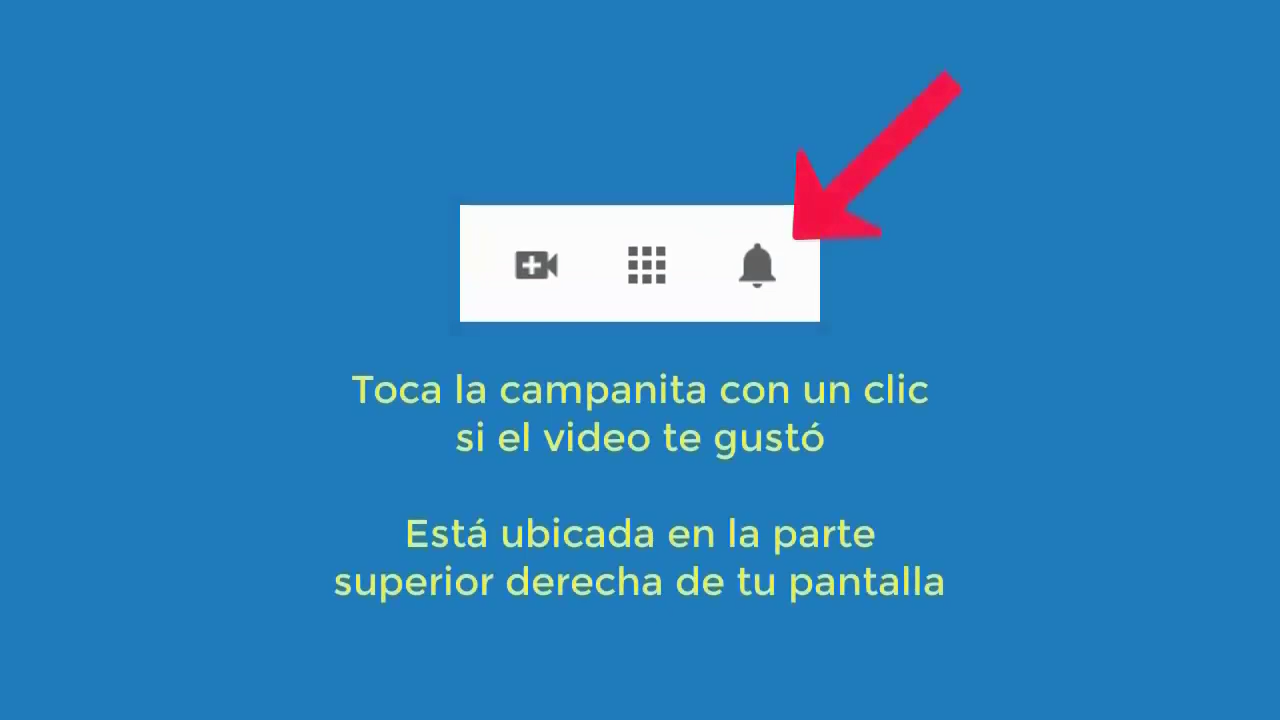 Toca la campanita con un clic
si el video te gustó
Está ubicada en la parte
superior derecha de tu pantalla